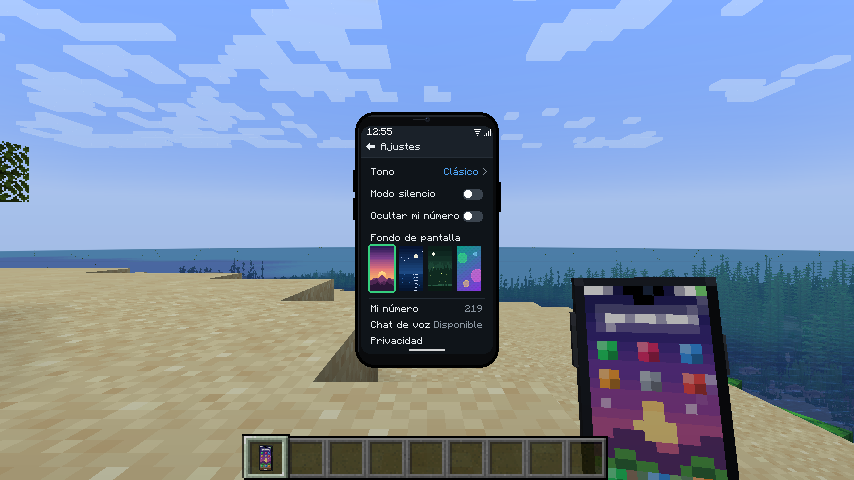 12:55
Ajustes
Tono Clásico
Modo silencio
Ocultar mi número
Fondo de pantalla
Mi número 219
Chat de voz Disponible
Privacidad